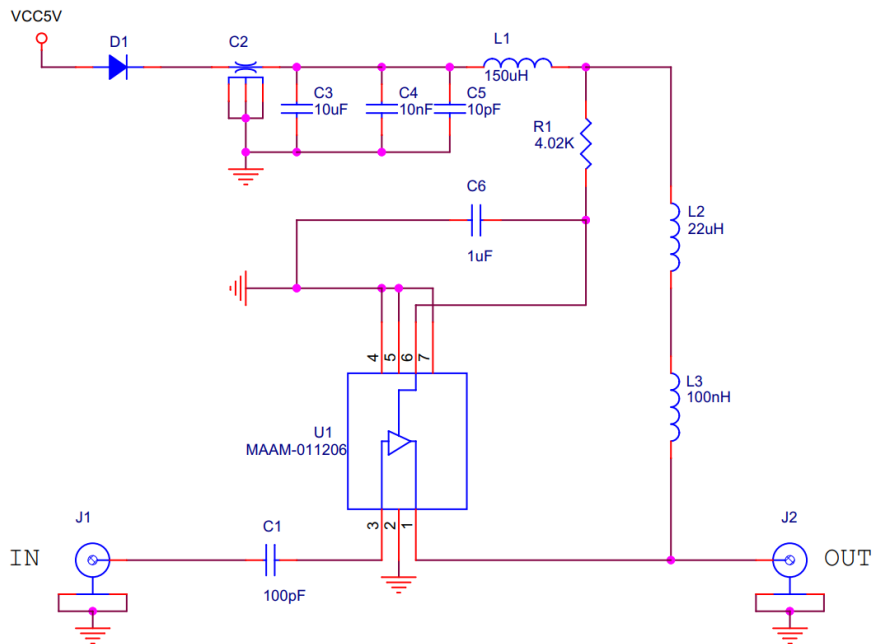 VCC5V
D1
C2
L1
150uH
C3
10uF
C4
10nF
C5
10pF
R1
4.02K
C6
1uF
L2
22uH
4
5
6
7
L3
100nH
U1
MAAM-011206
3
2
1
J1
C1
100pF
J2
IN
OUT